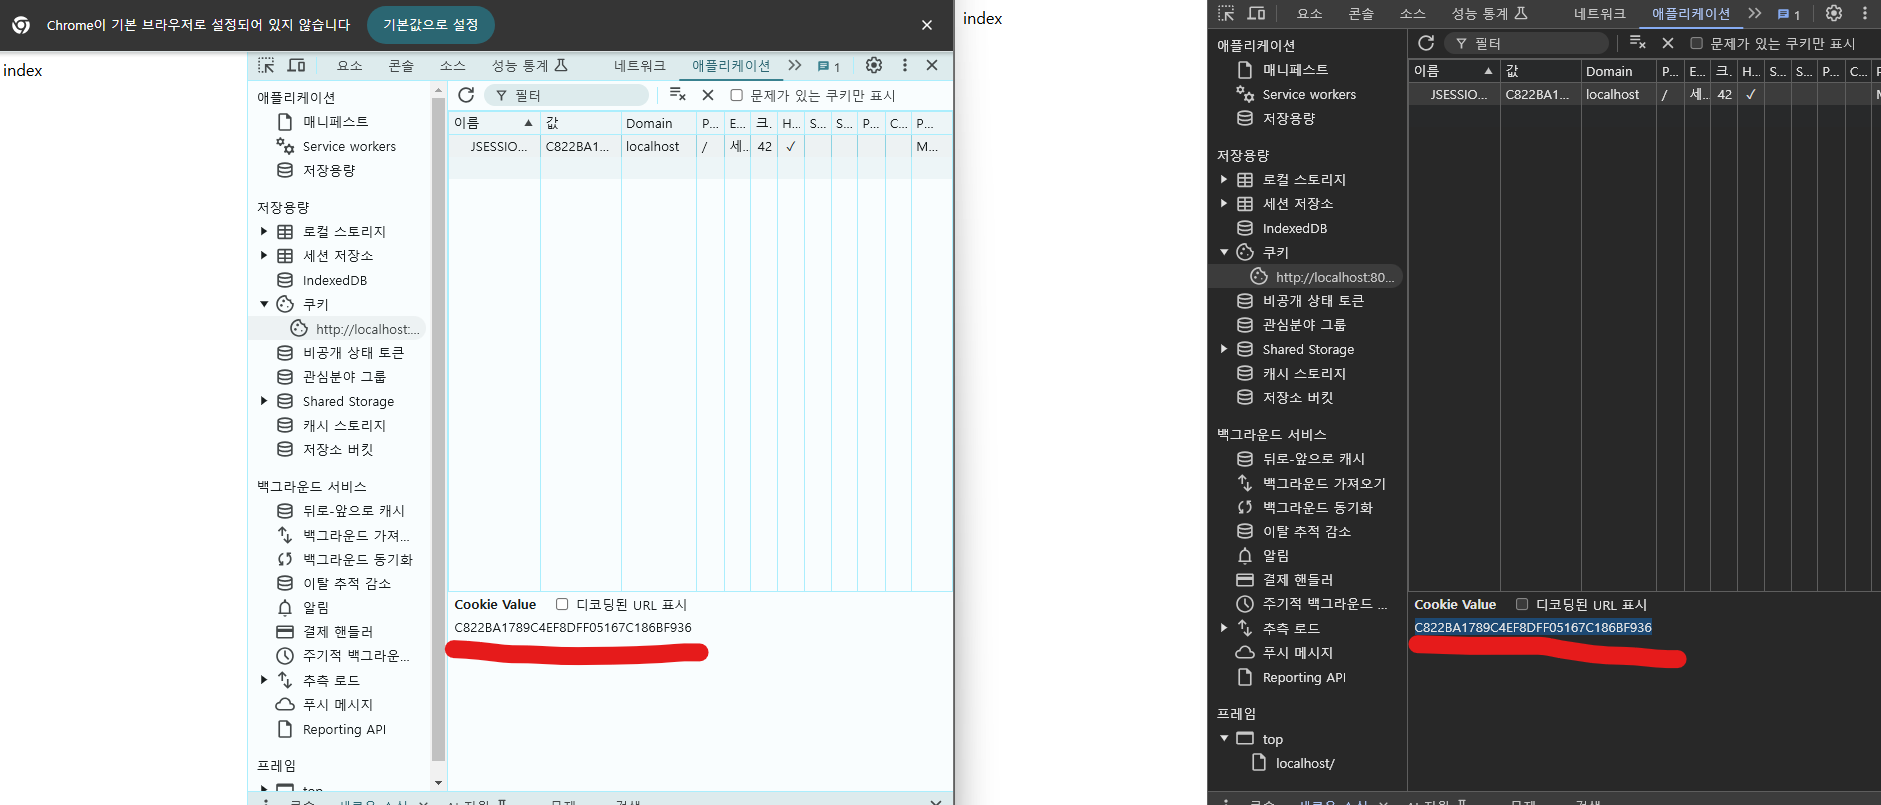 Chrome이 기본 브라우저로 설정되어 있지 않습니다
기본값으로 설정
index
요소 콘솔 소스 성능 통계 네트워크 애플리케이션 1
애플리케이션
매니페스트
Service workers
저장용량
저장용량
로컬 스토리지
세션 저장소
IndexedDB
쿠키
http://localhost:...
비공개 상태 토큰
관심분야 그룹
Shared Storage
캐시 스토리지
저장소 버킷
백그라운드 서비스
뒤로-앞으로 캐시
백그라운드 가져...
백그라운드 동기화
이탈 추적 감소
알림
결제 핸들러
주기적 백그라운...
추측 로드
푸시 메시지
Reporting API
프레임
top
필터 문제가 있는 쿠키만 표시
이름 값 Domain P... E... 크. H... S... S... P... C... P...
JSESSIO... C822BA1... localhost / 세.. 42 ✓ M...
Cookie Value 디코딩된 URL 표시
C822BA1789C4EF8DFF05167C186BF936
index
요소 콘솔 소스 성능 통계 네트워크 애플리케이션 1
애플리케이션
매니페스트
Service workers
저장용량
저장용량
로컬 스토리지
세션 저장소
IndexedDB
쿠키
http://localhost:80...
비공개 상태 토큰
관심분야 그룹
Shared Storage
캐시 스토리지
저장소 버킷
백그라운드 서비스
뒤로-앞으로 캐시
백그라운드 가져오기
백그라운드 동기화
이탈 추적 감소
알림
결제 핸들러
주기적 백그라운드 ...
추측 로드
푸시 메시지
Reporting API
프레임
top
localhost/
필터 문제가 있는 쿠키만 표시
이름 값 Domain P... E... 크. H... S... S... P... C...
JSESSIO... C822BA1... localhost / 세.. 42 ✓
Cookie Value 디코딩된 URL 표시
C822BA1789C4EF8DFF05167C186BF936